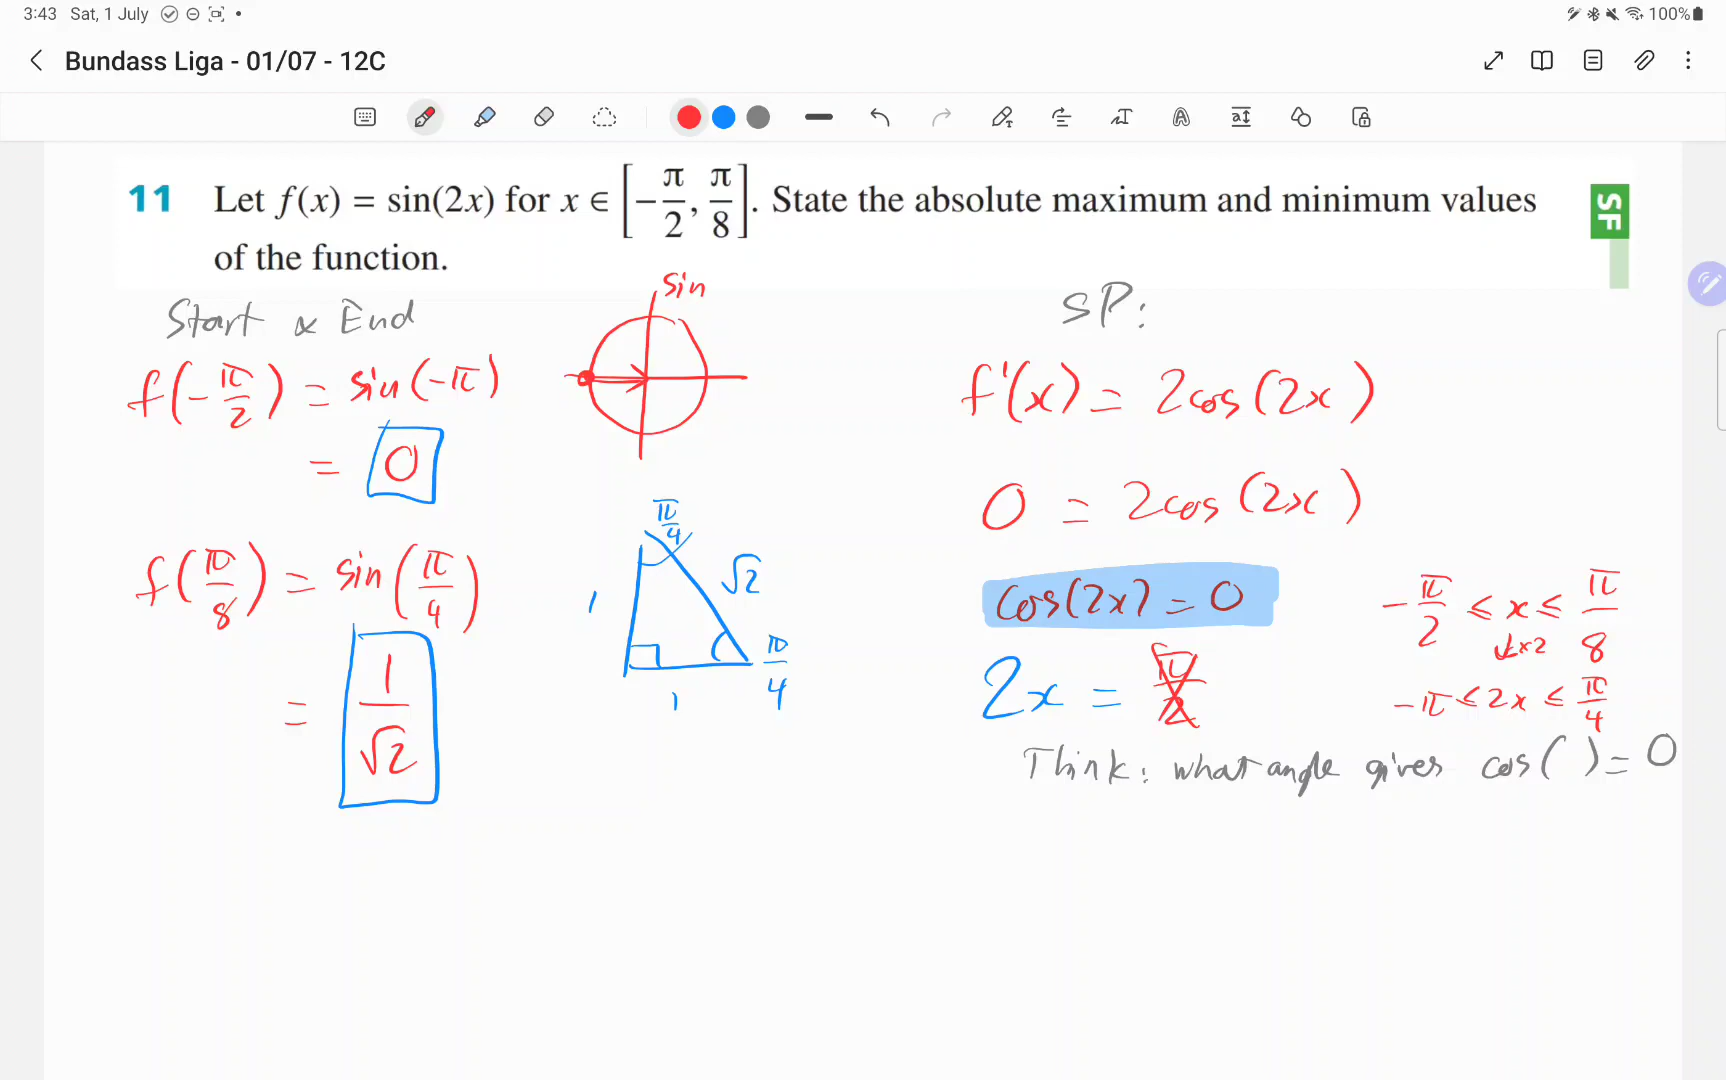 3:43 Sat, 1 July
100%
Bundass Liga - 01/07 - 12C
11 Let f(x) = sin(2x) for x ∈ [-π/2, π/8]. State the absolute maximum and minimum values
of the function.
SF
Start & End
f(-π/2) = sin(-π)
= 0
f(π/8) = sin(π/4)
= 1/√2
sin
π/4
√2
1
π/4
1
SP:
f'(x) = 2cos(2x)
0 = 2cos(2x)
cos(2x) = 0
2x = π/2
-π/2 ≤ x ≤ π/8
↓×2
-π ≤ 2x ≤ π/4
Think: what angle gives cos( ) = 0